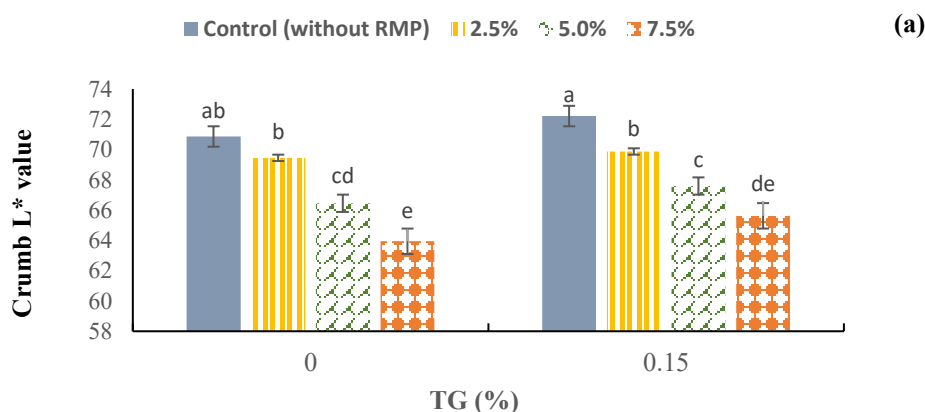 Control (without RMP) 2.5% 5.0% 7.5% (a)
74
72
70
68
66
64
62
60
58
Crumb L* value
ab
b
cd
e
a
b
c
de
0 0.15
TG (%)